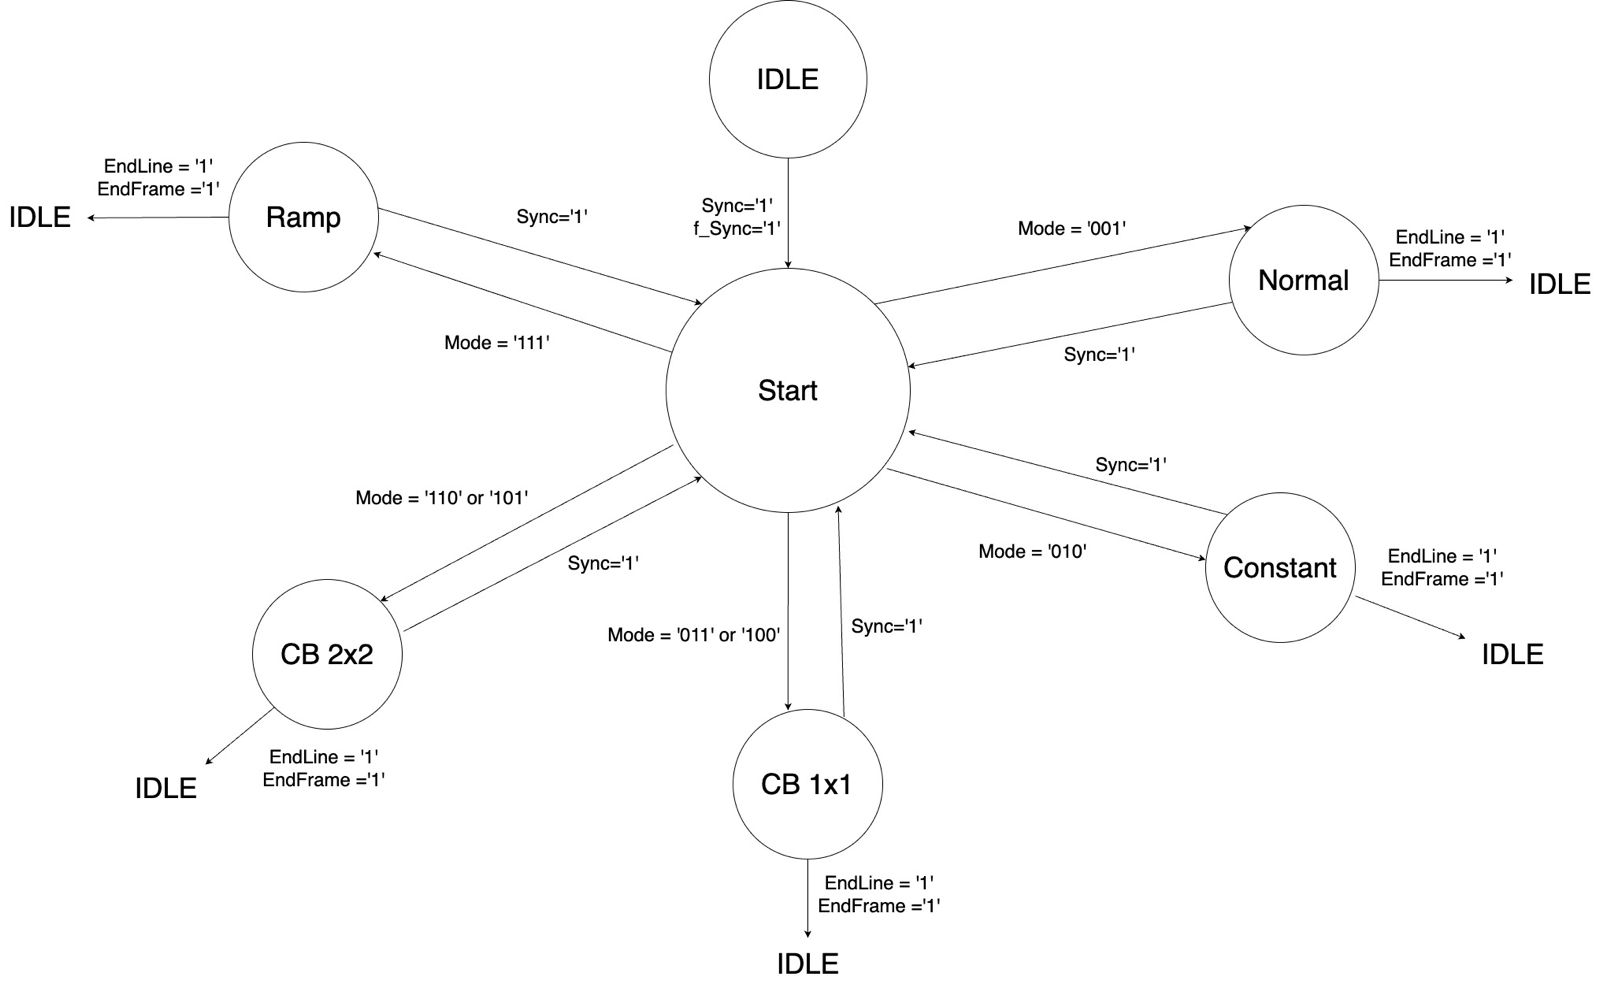 IDLE
EndLine = '1'
EndFrame ='1'
IDLE
Ramp
Sync='1'
Sync='1'
f_Sync='1'
Mode = '001'
Normal
EndLine = '1'
EndFrame ='1'
IDLE
Mode = '111'
Sync='1'
Start
Sync='1'
Mode = '110' or '101'
Sync='1'
Mode = '010'
Constant
EndLine = '1'
EndFrame ='1'
IDLE
Mode = '011' or '100'
Sync='1'
CB 2x2
EndLine = '1'
EndFrame ='1'
IDLE
CB 1x1
EndLine = '1'
EndFrame ='1'
IDLE